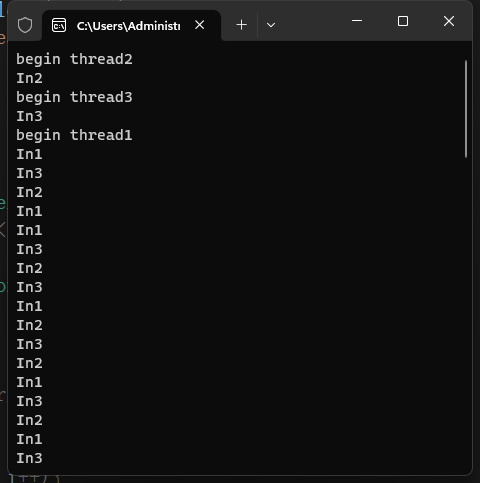 C:\Users\Administr
begin thread2
In2
begin thread3
In3
begin thread1
In1
In3
In2
In1
In1
In3
In2
In3
In1
In2
In3
In2
In1
In3
In2
In1
In3